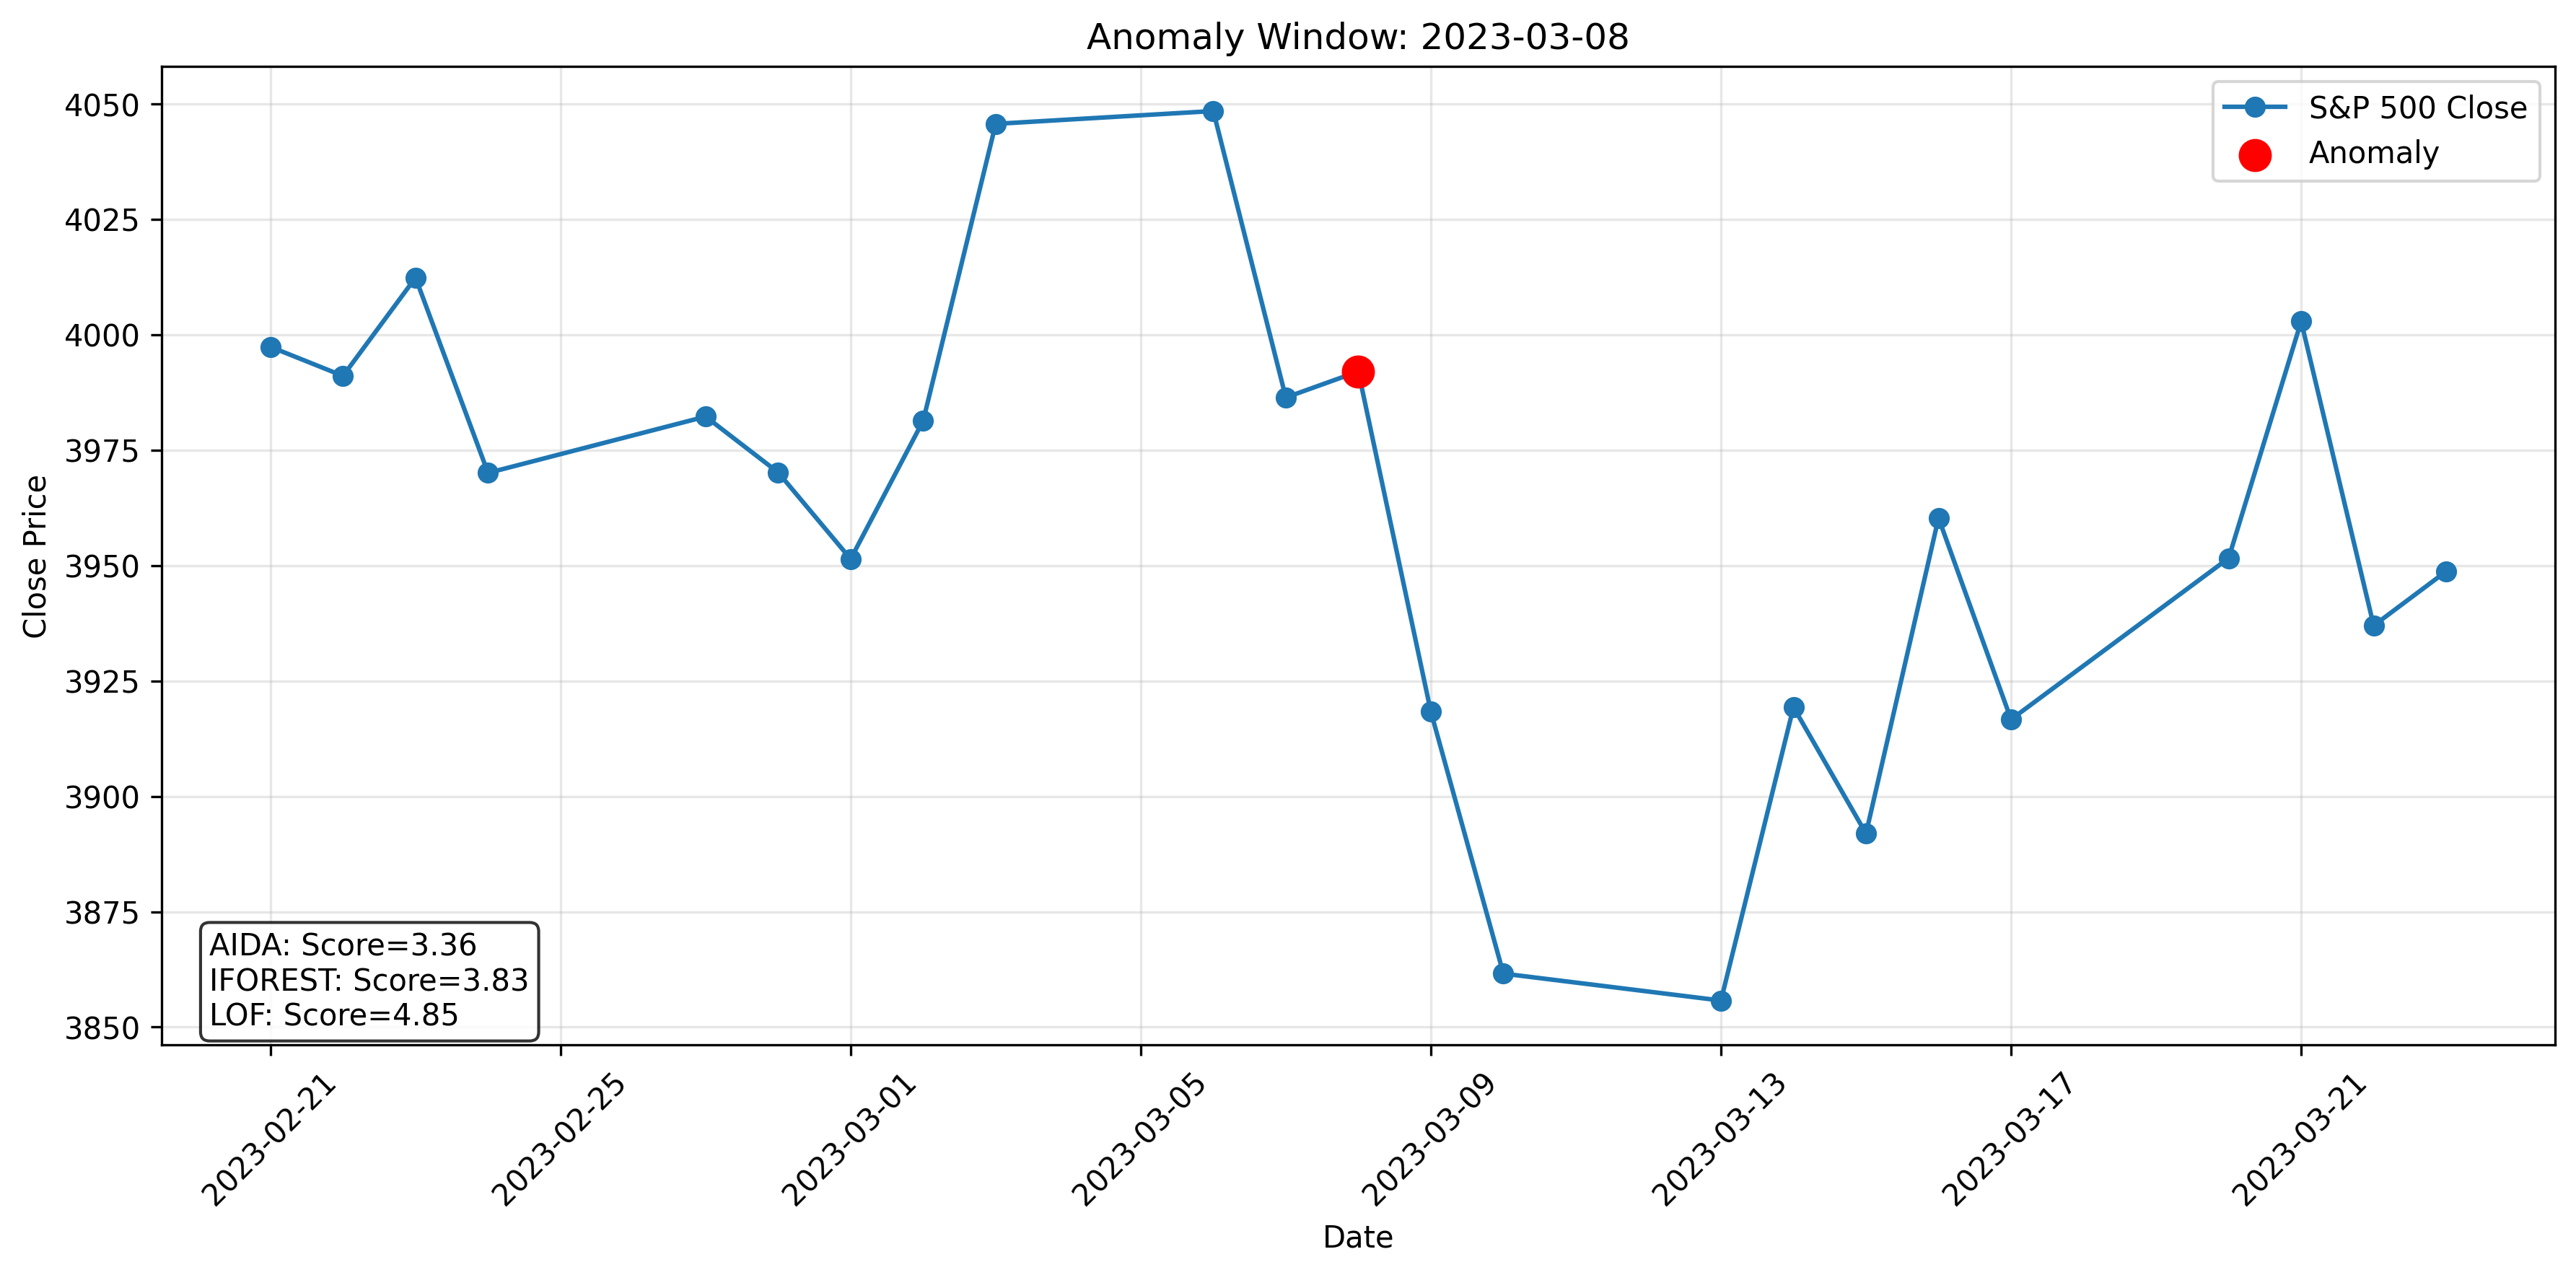 Anomaly Window: 2023-03-08
S&P 500 Close
Anomaly
Close Price
4050
4025
4000
3975
3950
3925
3900
3875
3850
AIDA: Score=3.36
IFOREST: Score=3.83
LOF: Score=4.85
2023-02-21
2023-02-25
2023-03-01
2023-03-05
2023-03-09
2023-03-13
2023-03-17
2023-03-21
Date